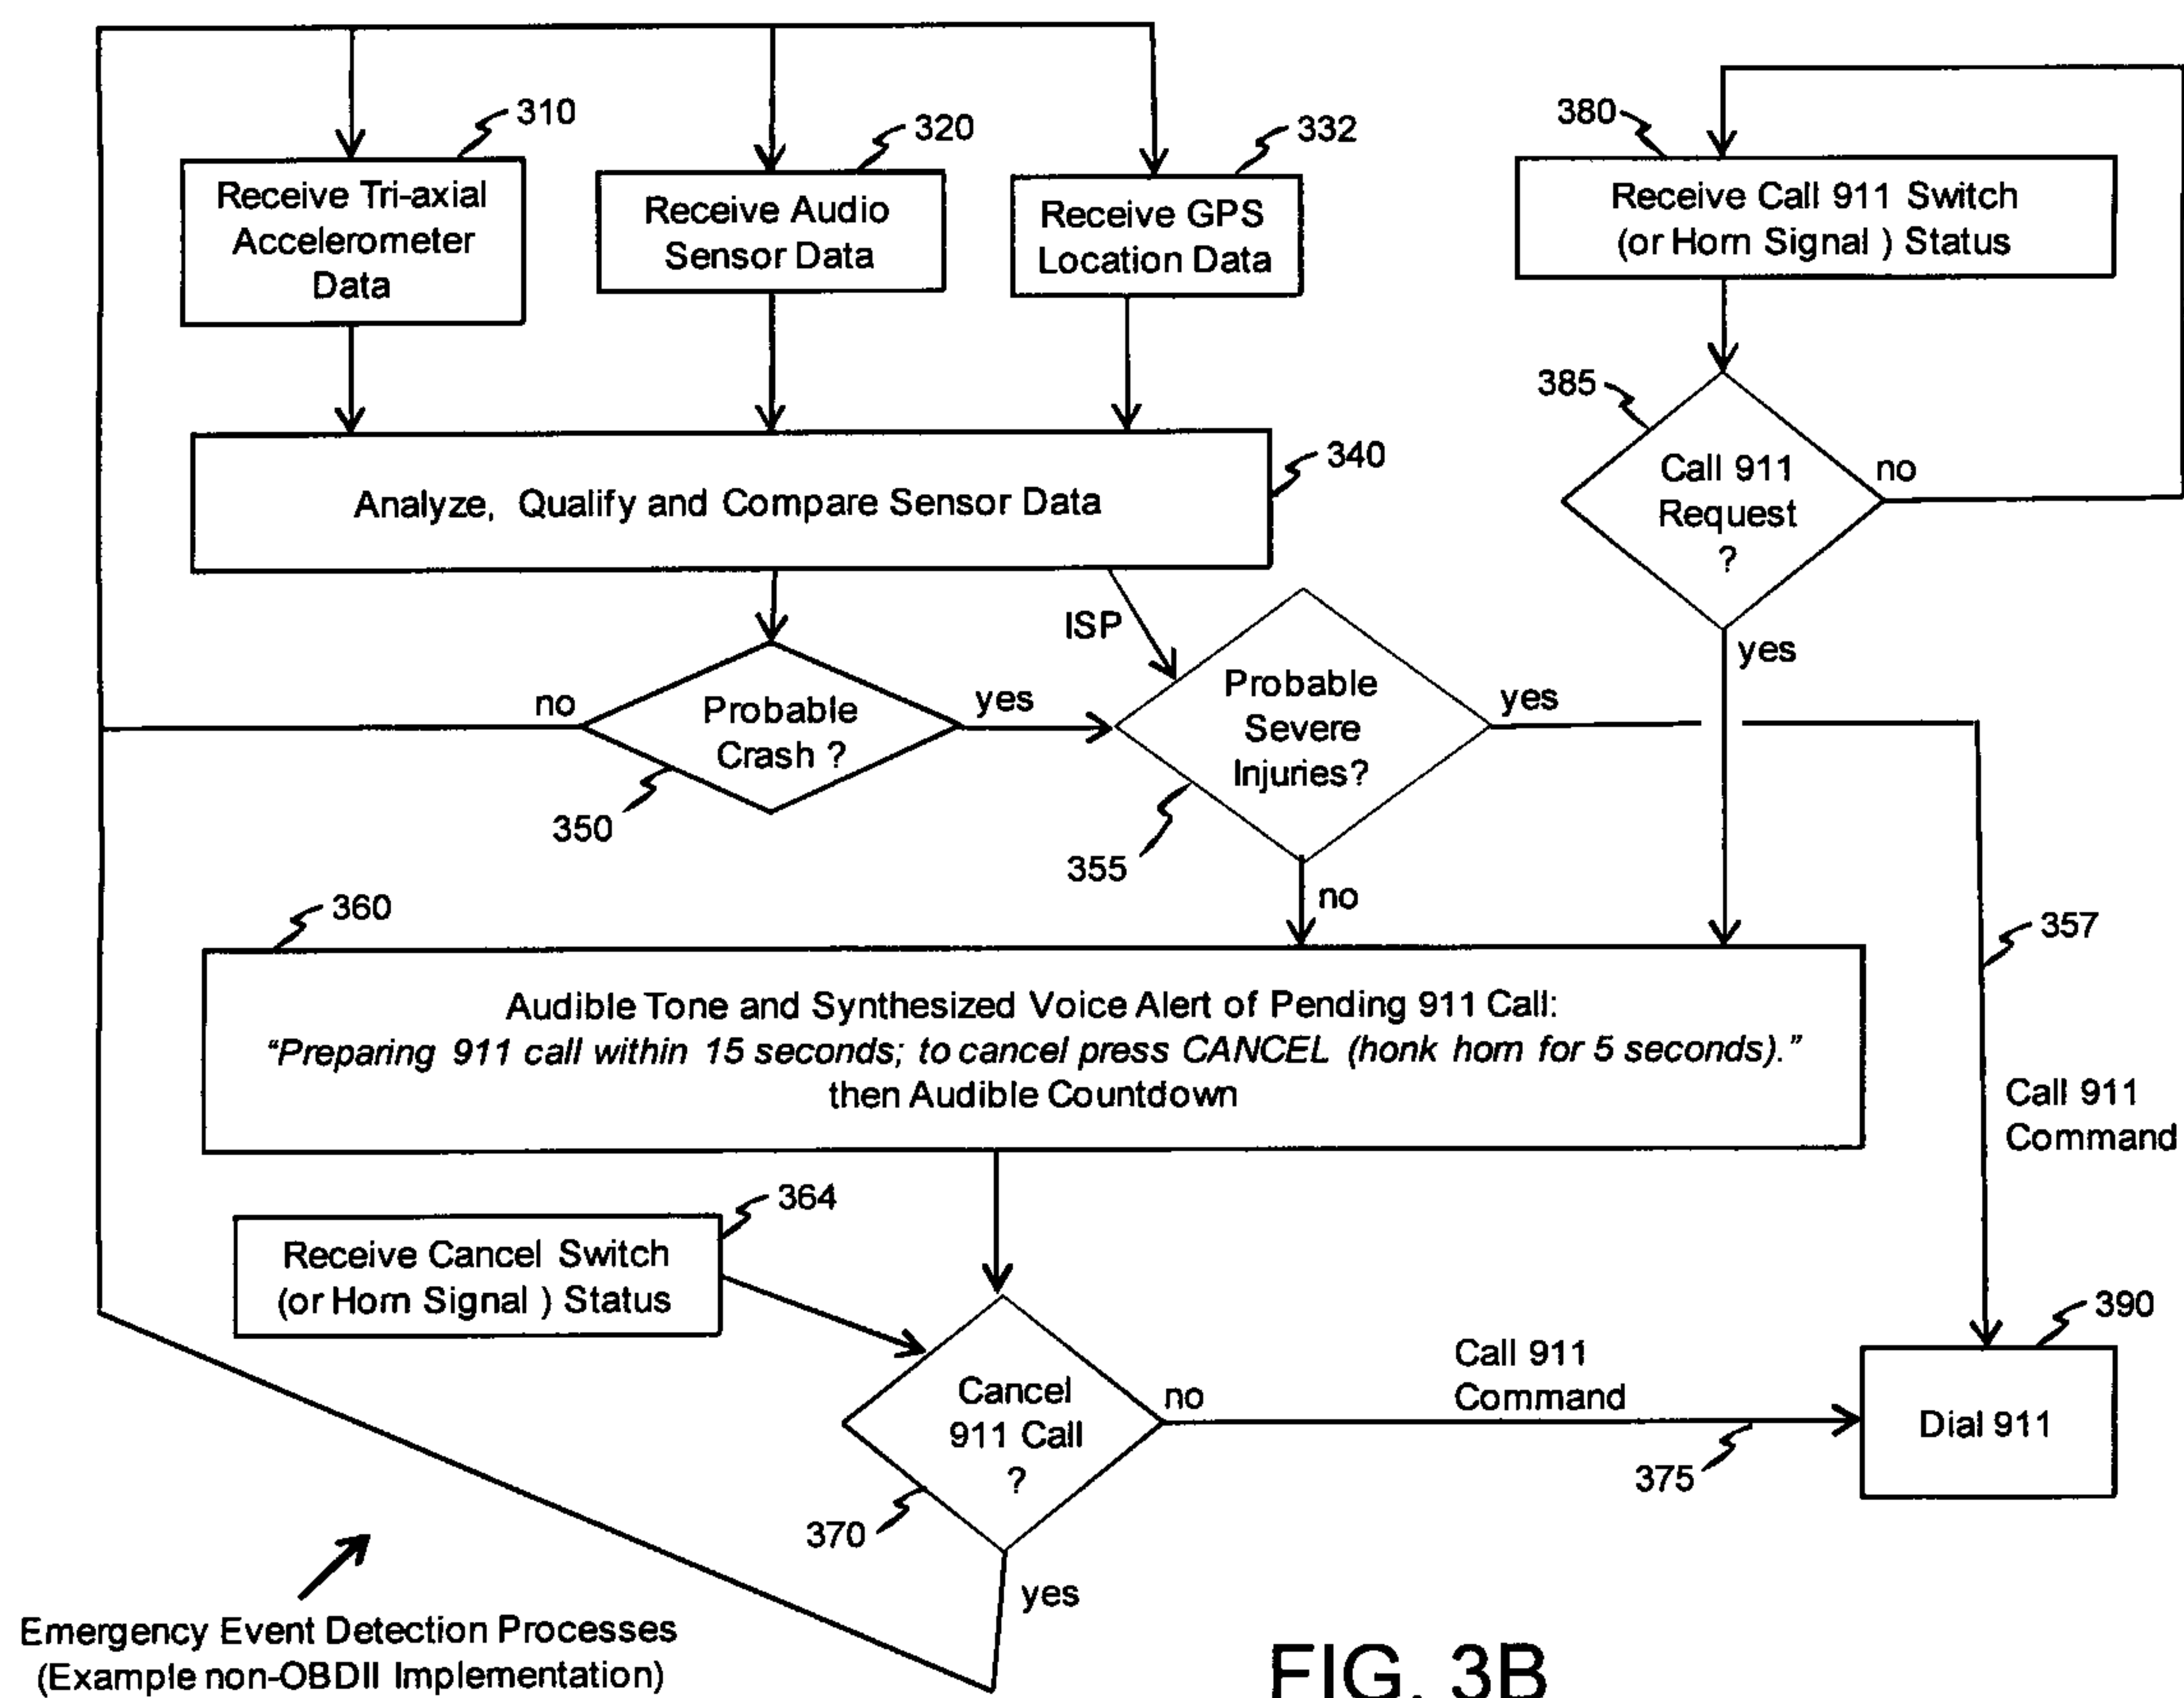 310
320
332
380
Receive Tri-axial
Accelerometer
Data
Receive Audio
Sensor Data
Receive GPS
Location Data
Receive Call 911 Switch
(or Horn Signal ) Status
385
340
Analyze, Qualify and Compare Sensor Data
Call 911
Request
?
no
yes
ISP
no
Probable
Crash ?
yes
350
Probable
Severe
Injuries?
yes
355
no
360
357
Audible Tone and Synthesized Voice Alert of Pending 911 Call:
"Preparing 911 call within 15 seconds; to cancel press CANCEL (honk horn for 5 seconds)."
then Audible Countdown
Call 911
Command
364
Receive Cancel Switch
(or Horn Signal ) Status
390
Cancel
911 Call
?
no
Call 911
Command
375
Dial 911
370
yes
Emergency Event Detection Processes
(Example non-OBDII Implementation)
FIG. 3B